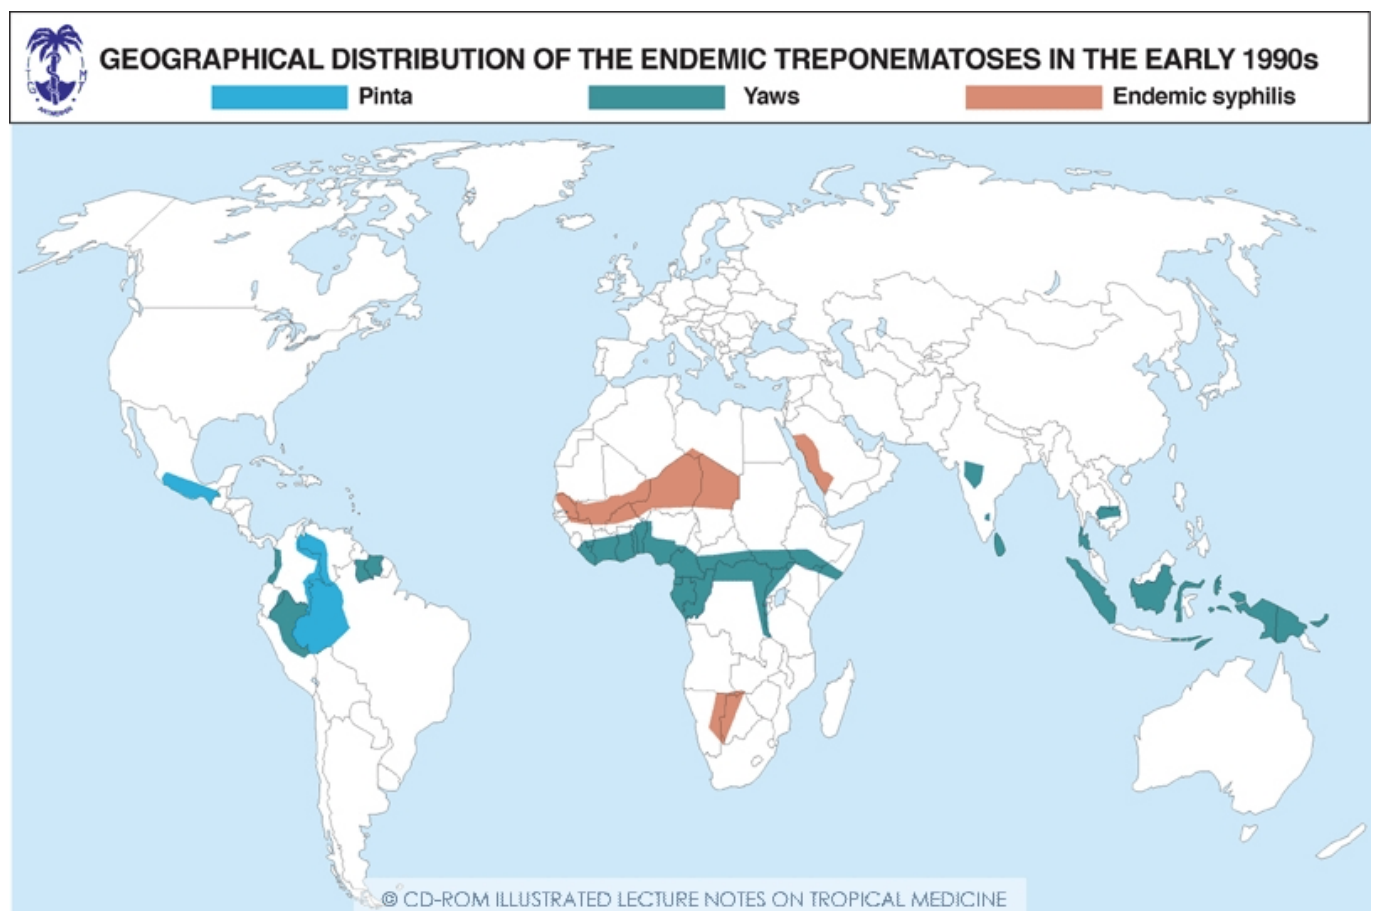 GEOGRAPHICAL DISTRIBUTION OF THE ENDEMIC TREPONEMATOSES IN THE EARLY 1990s
Pinta Yaws Endemic syphilis
© CD-ROM ILLUSTRATED LECTURE NOTES ON TROPICAL MEDICINE